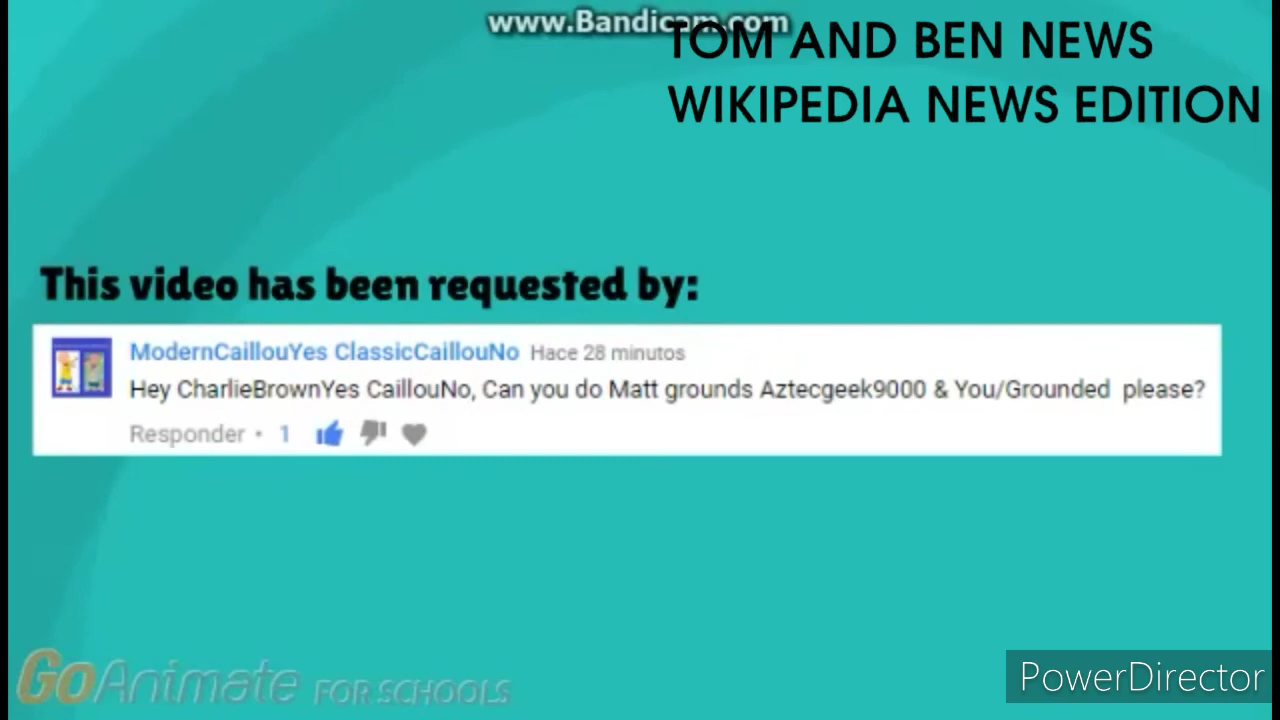 www.Bandicam.com
TOM AND BEN NEWS
WIKIPEDIA NEWS EDITION
This video has been requested by:
ModernCaillouYes ClassicCaillouNo Hace 28 minutos
Hey CharlieBrownYes CaillouNo, Can you do Matt grounds Aztecgeek9000 & You/Grounded please?
Responder • 1
GoAnimate FOR SCHOOLS
PowerDirector